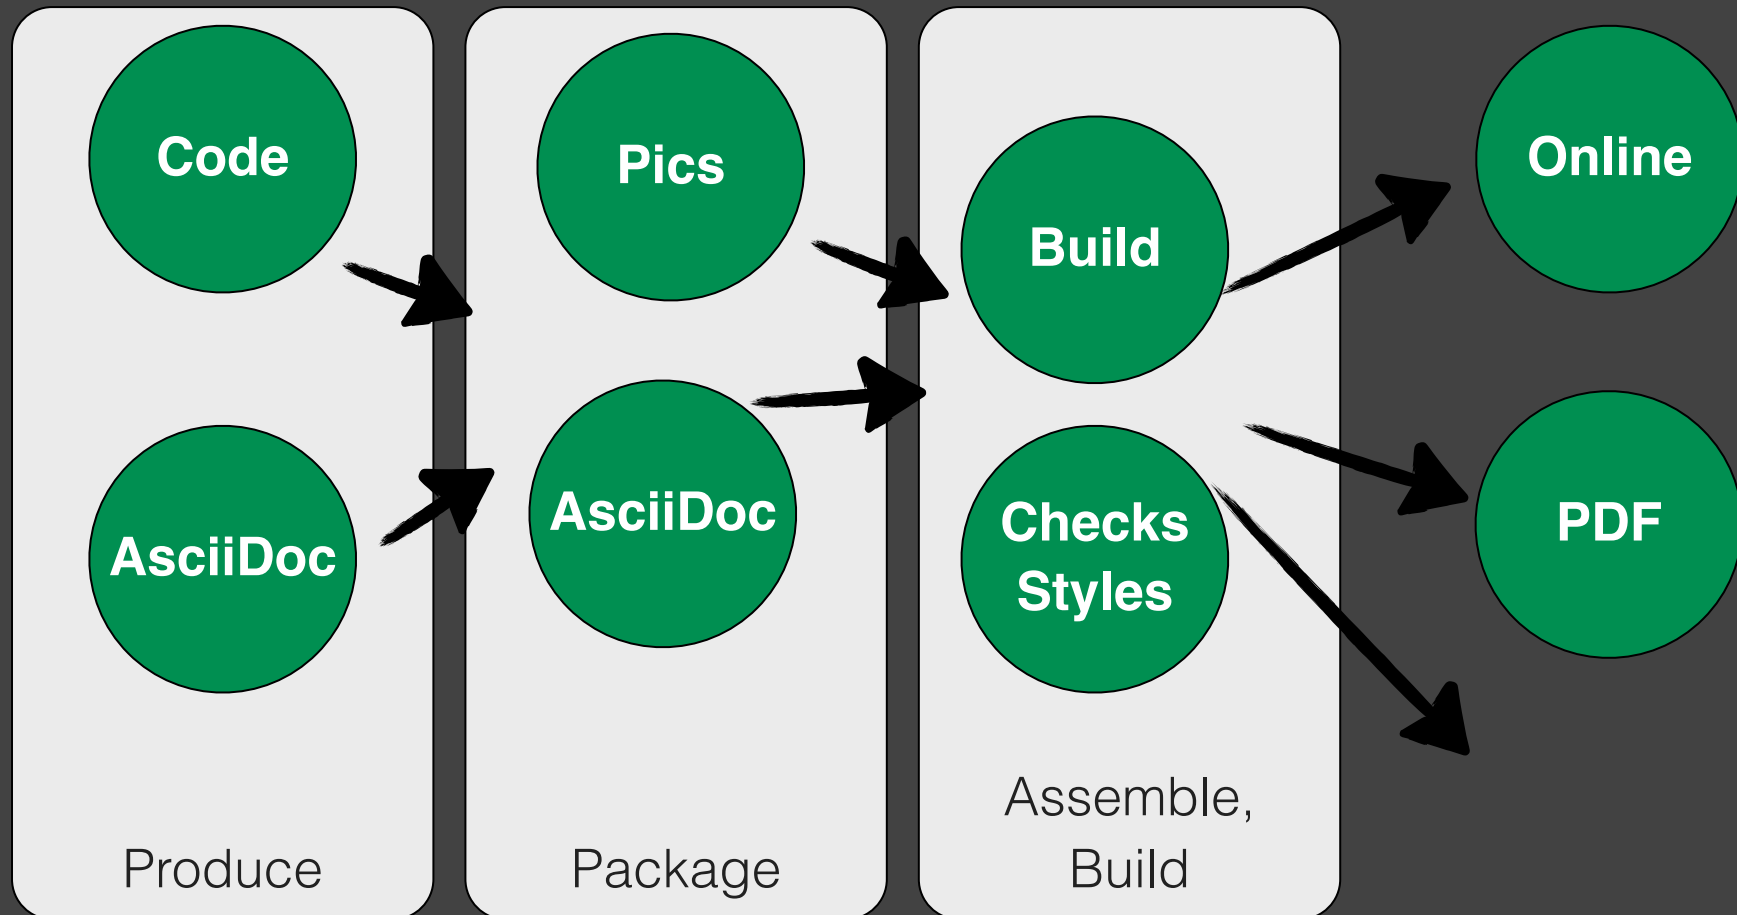 Code
AsciiDoc
Produce
Pics
AsciiDoc
Package
Build
Checks
Styles
Assemble,
Build
Online
PDF